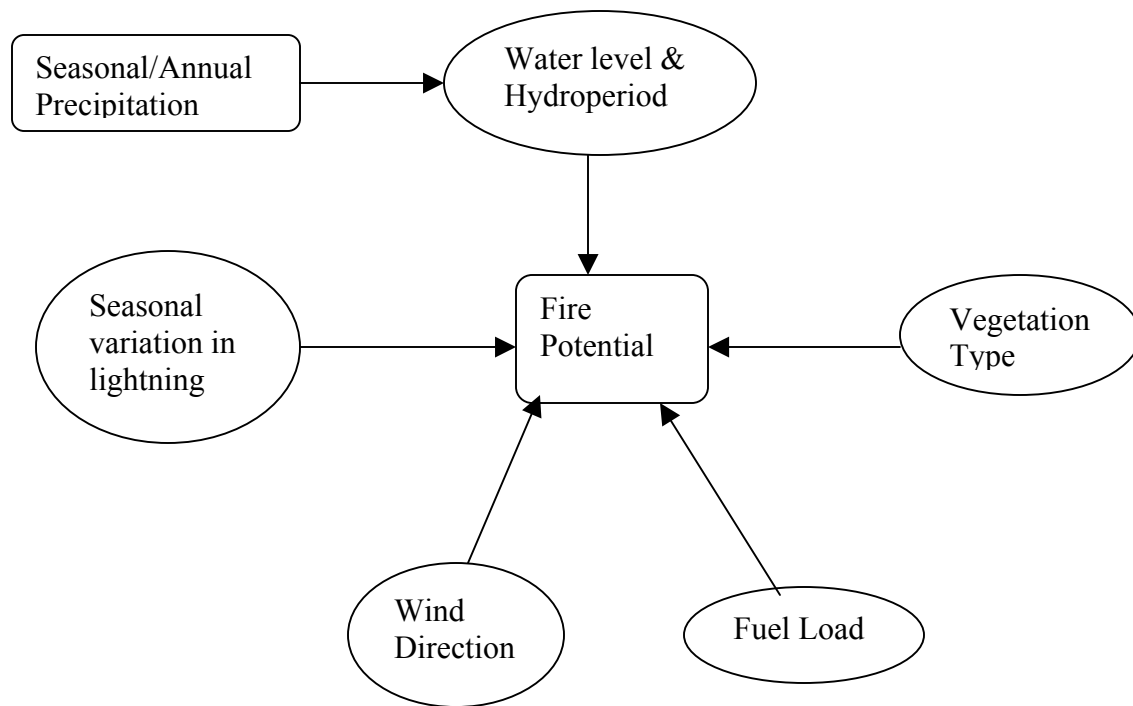 Seasonal/Annual
Precipitation
Water level &
Hydroperiod
Seasonal
variation in
lightning
Fire
Potential
Vegetation
Type
Wind
Direction
Fuel Load